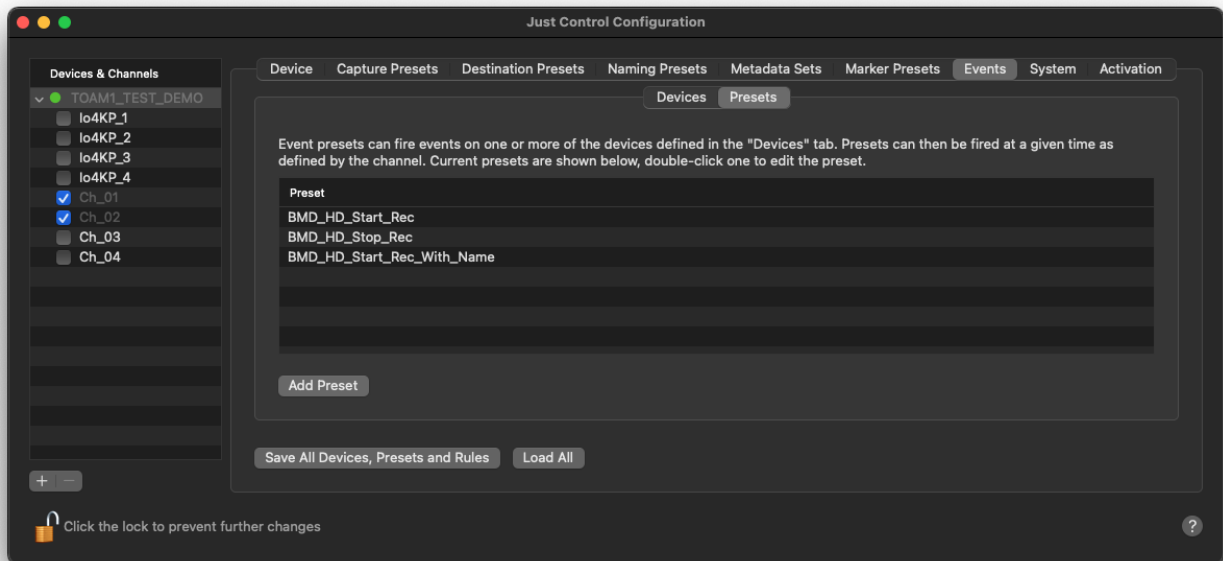 Just Control Configuration
Devices & Channels
TOAM1_TEST_DEMO
Io4KP_1
Io4KP_2
Io4KP_3
Io4KP_4
Ch_01
Ch_02
Ch_03
Ch_04
Device Capture Presets Destination Presets Naming Presets Metadata Sets Marker Presets Events System Activation
Devices Presets
Event presets can fire events on one or more of the devices defined in the "Devices" tab. Presets can then be fired at a given time as
defined by the channel. Current presets are shown below, double-click one to edit the preset.
Preset
BMD_HD_Start_Rec
BMD_HD_Stop_Rec
BMD_HD_Start_Rec_With_Name
Add Preset
Save All Devices, Presets and Rules Load All
+ −
Click the lock to prevent further changes
?